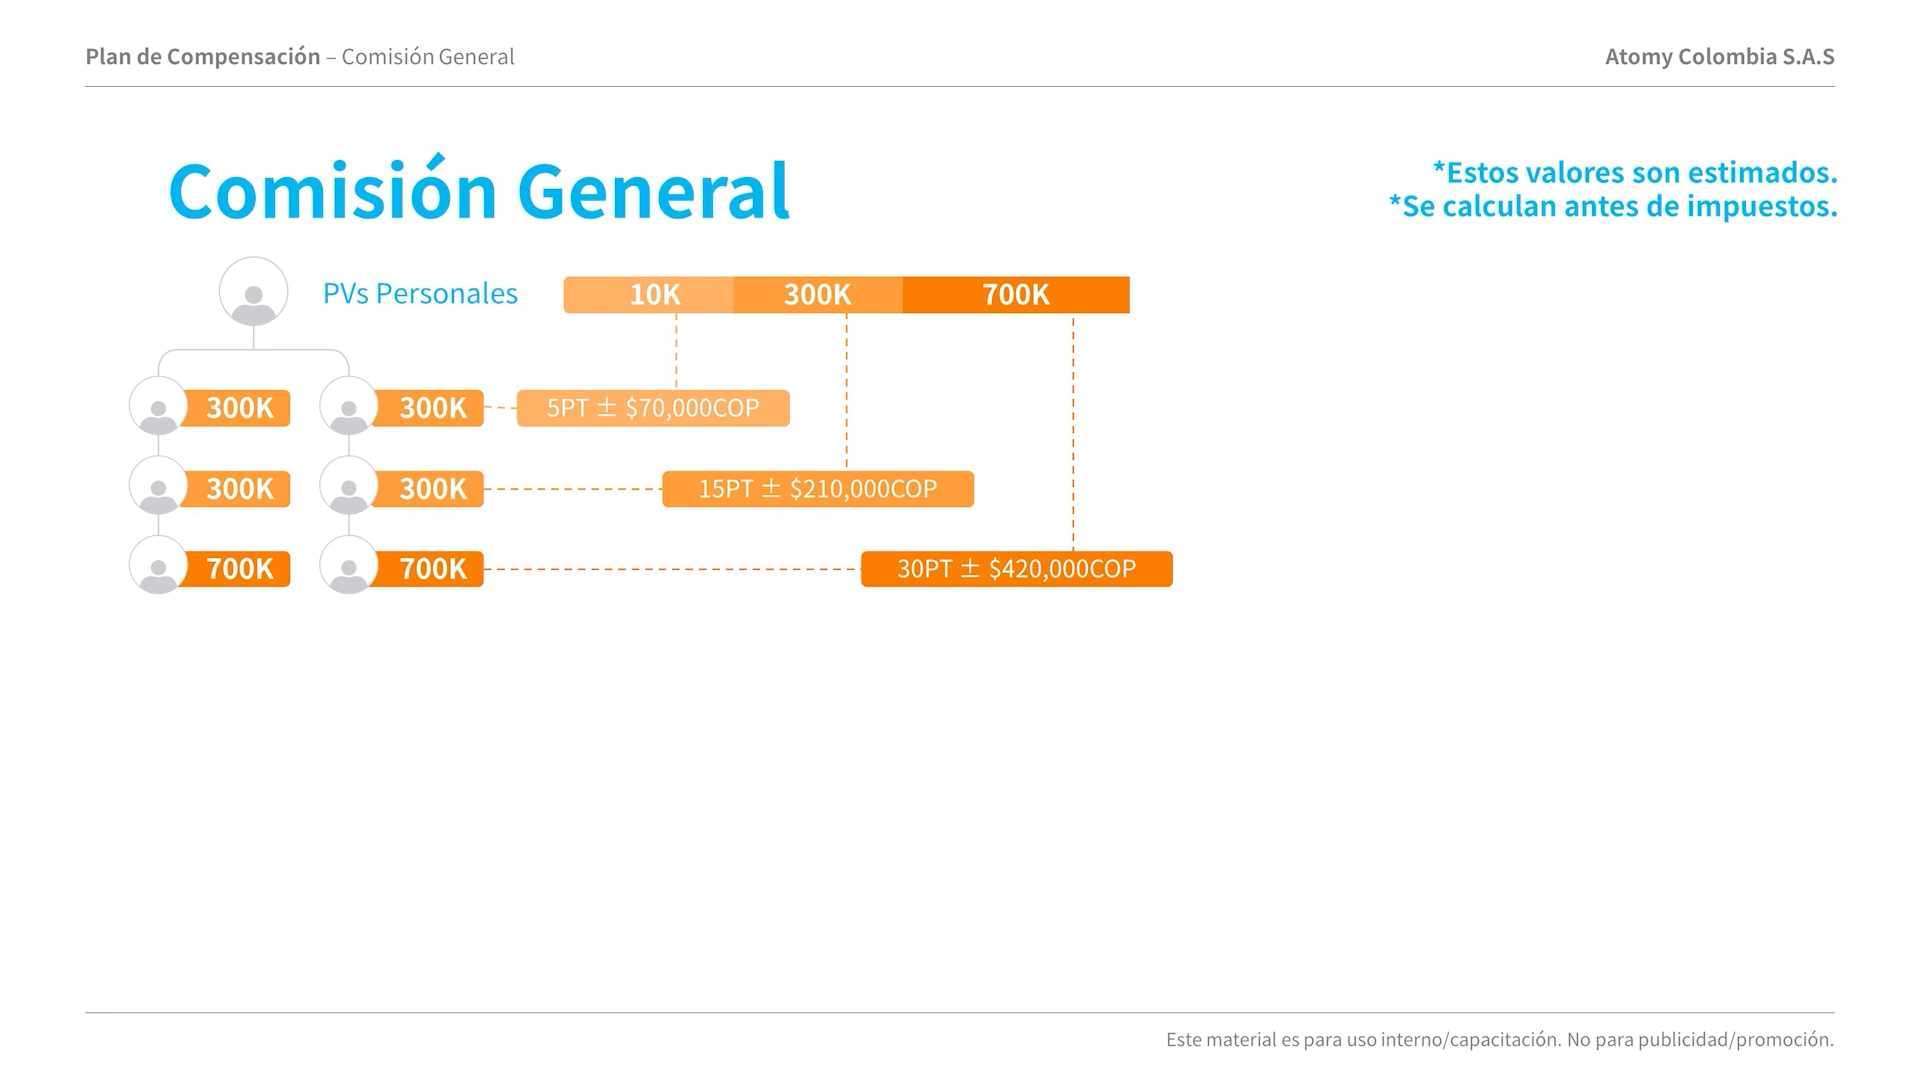 Plan de Compensación – Comisión General
Atomy Colombia S.A.S
Comisión General
*Estos valores son estimados.
*Se calculan antes de impuestos.
PVs Personales
10K
300K
700K
300K
300K
5PT ± $70,000COP
300K
300K
15PT ± $210,000COP
700K
700K
30PT ± $420,000COP
Este material es para uso interno/capacitación. No para publicidad/promoción.